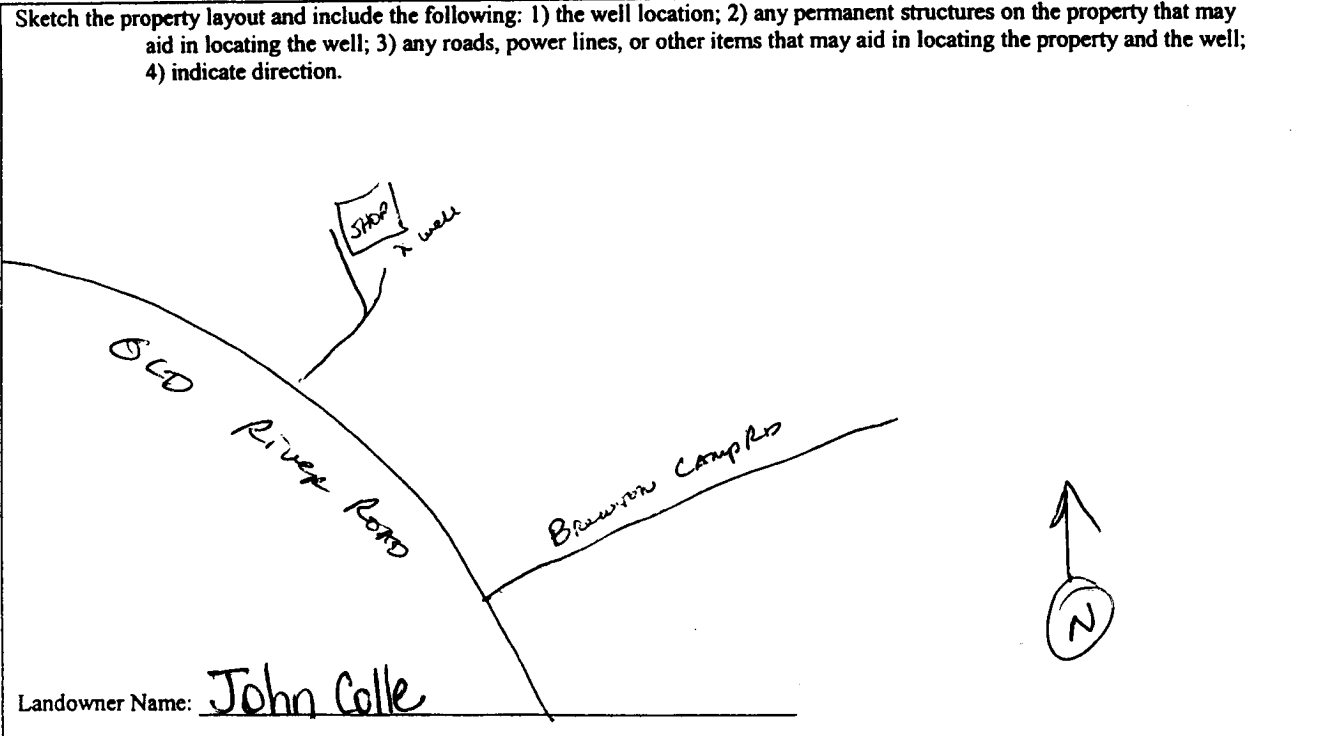 Sketch the property layout and include the following: 1) the well location; 2) any permanent structures on the property that may
aid in locating the well; 3) any roads, power lines, or other items that may aid in locating the property and the well;
4) indicate direction.
SHOP
x well
OLD River ROAD
CAMP RD
N
Landowner Name: John Colle